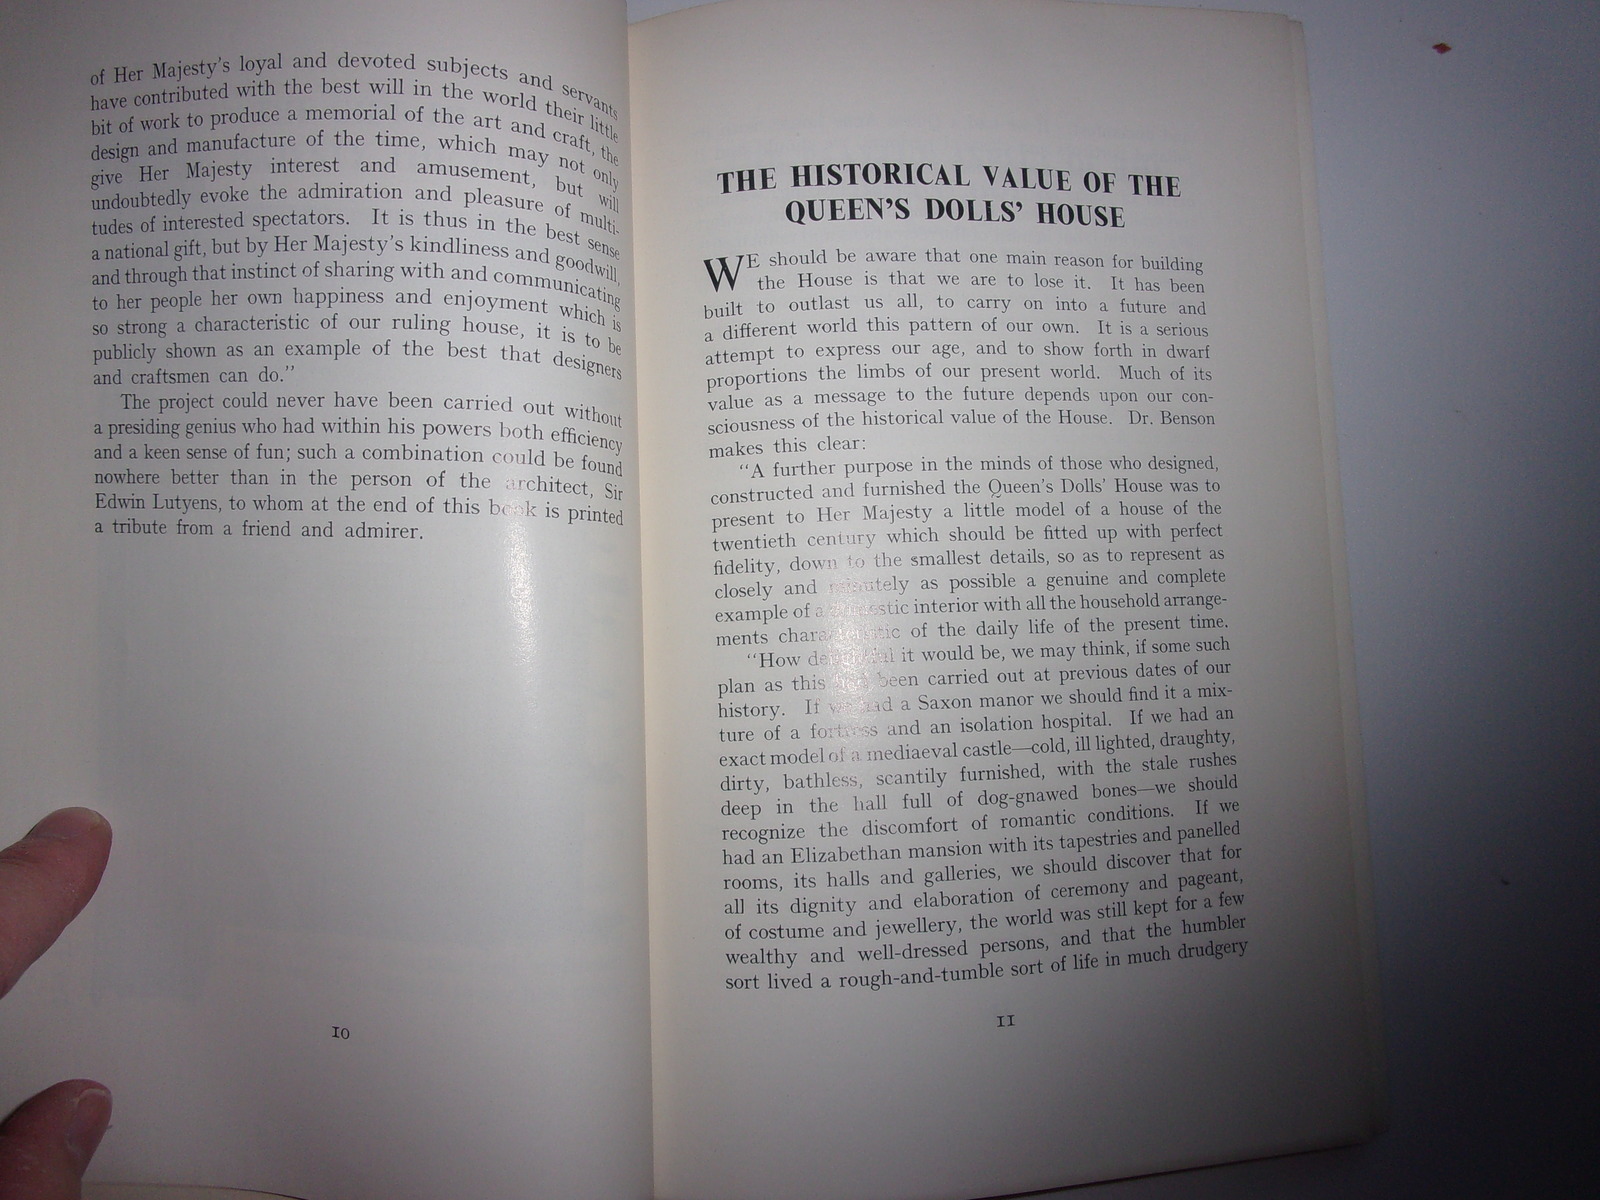 of Her Majesty's loyal and devoted subjects and servants
have contributed with the best will in the world their little
bit of work to produce a memorial of the art and craft, the
design and manufacture of the time, which may not only
give Her Majesty interest and amusement, but will
undoubtedly evoke the admiration and pleasure of multi-
tudes of interested spectators. It is thus in the best sense
a national gift, but by Her Majesty's kindliness and goodwill,
and through that instinct of sharing with and communicating
to her people her own happiness and enjoyment which is
so strong a characteristic of our ruling house, it is to be
publicly shown as an example of the best that designers
and craftsmen can do."
The project could never have been carried out without
a presiding genius who had within his powers both efficiency
and a keen sense of fun; such a combination could be found
nowhere better than in the person of the architect, Sir
Edwin Lutyens, to whom at the end of this book is printed
a tribute from a friend and admirer.
10
THE HISTORICAL VALUE OF THE
QUEEN'S DOLLS' HOUSE
WE should be aware that one main reason for building
the House is that we are to lose it. It has been
built to outlast us all, to carry on into a future and
a different world this pattern of our own. It is a serious
attempt to express our age, and to show forth in dwarf
proportions the limbs of our present world. Much of its
value as a message to the future depends upon our con-
sciousness of the historical value of the House. Dr. Benson
makes this clear:
"A further purpose in the minds of those who designed,
constructed and furnished the Queen's Dolls' House was to
present to Her Majesty a little model of a house of the
twentieth century which should be fitted up with perfect
fidelity, down to the smallest details, so as to represent as
closely and minutely as possible a genuine and complete
example of a domestic interior with all the household arrange-
ments characteristic of the daily life of the present time.
"How delightful it would be, we may think, if some such
plan as this had been carried out at previous dates of our
history. If we had a Saxon manor we should find it a mix-
ture of a fortress and an isolation hospital. If we had an
exact model of a mediaeval castle—cold, ill lighted, draughty,
dirty, bathless, scantily furnished, with the stale rushes
deep in the hall full of dog-gnawed bones—we should
recognize the discomfort of romantic conditions. If we
had an Elizabethan mansion with its tapestries and panelled
rooms, its halls and galleries, we should discover that for
all its dignity and elaboration of ceremony and pageant,
of costume and jewellery, the world was still kept for a few
wealthy and well-dressed persons, and that the humbler
sort lived a rough-and-tumble sort of life in much drudgery
11